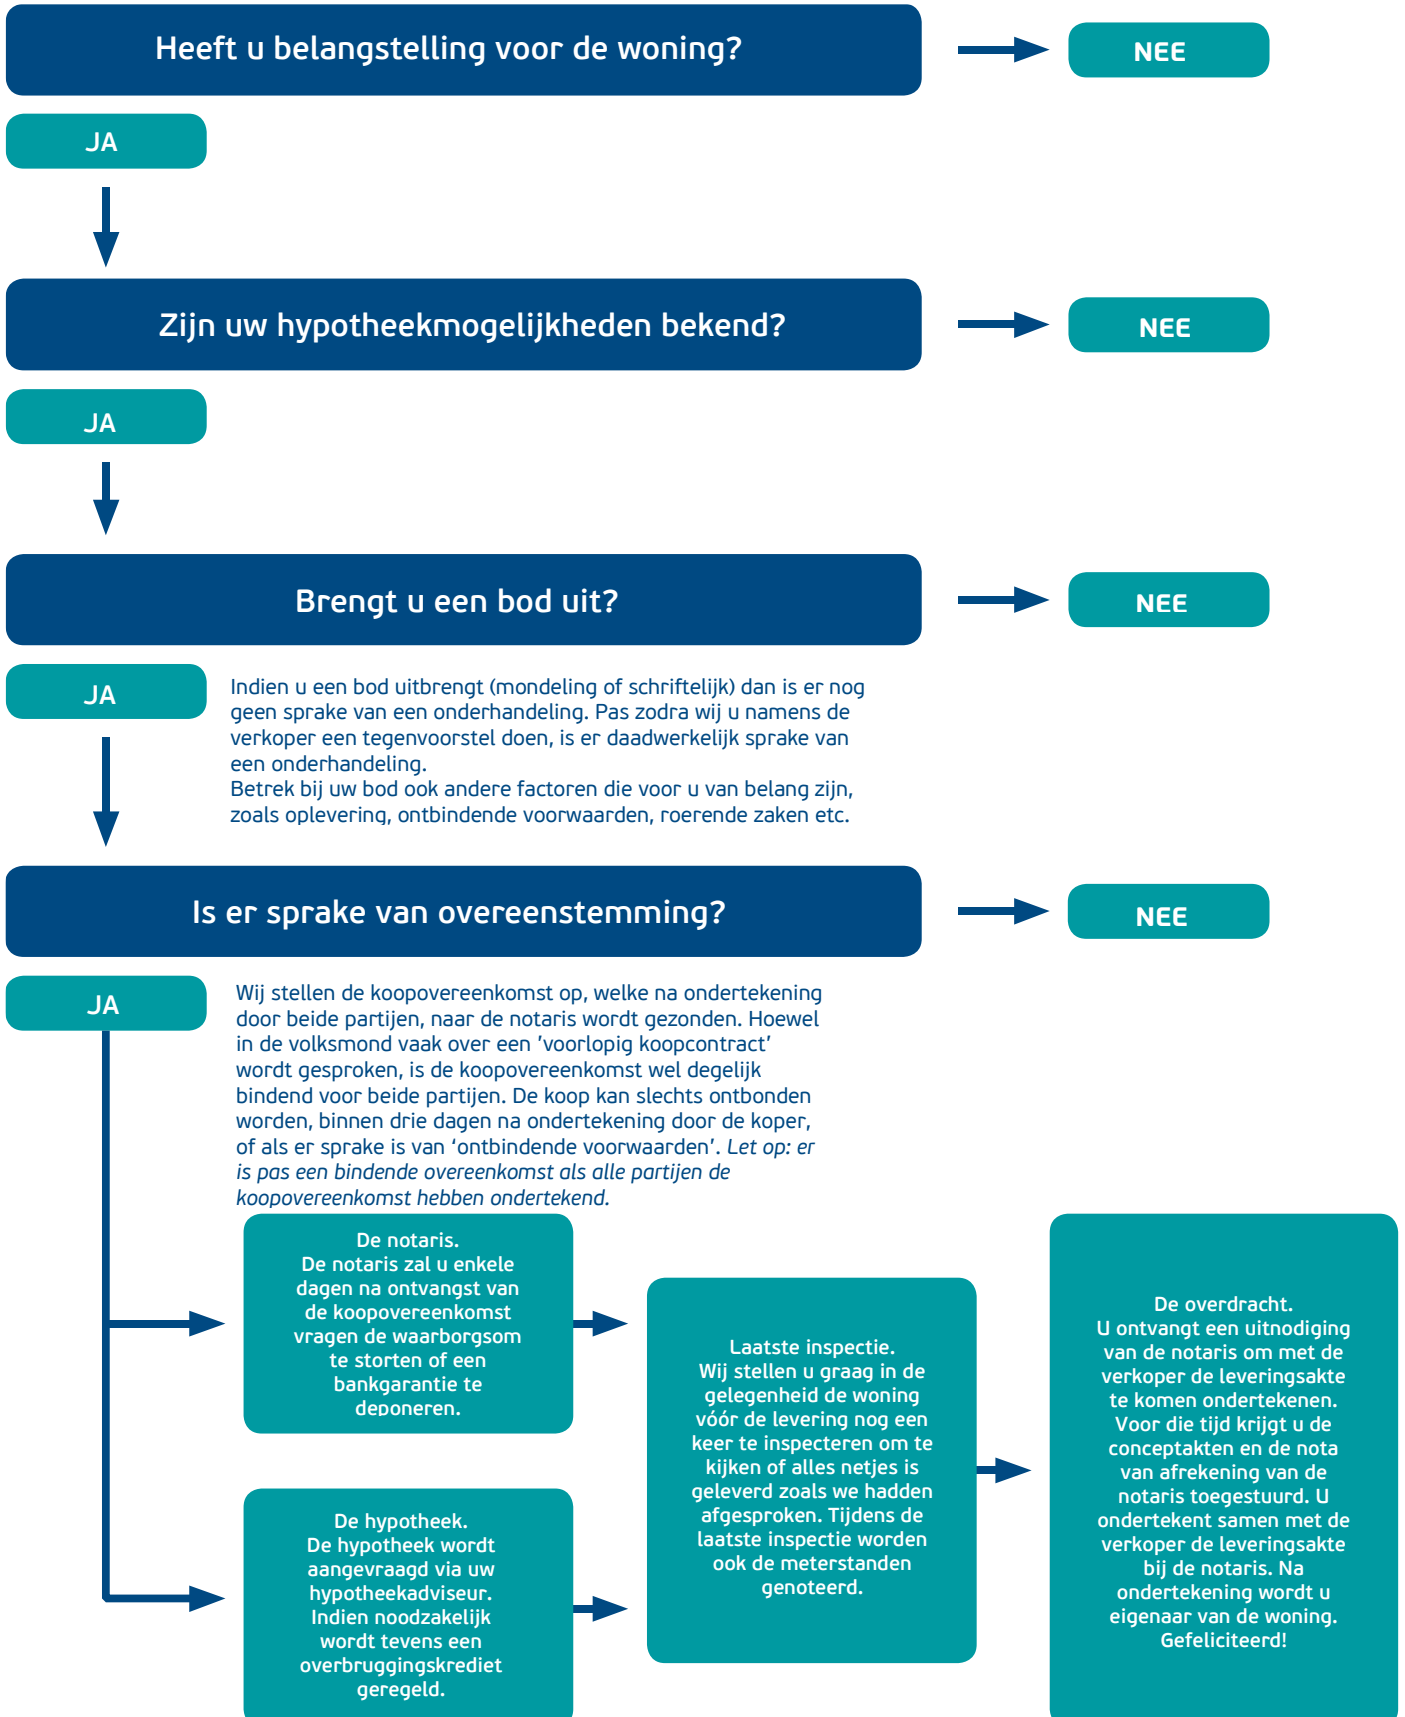 Heeft u belangstelling voor de woning?
NEE
JA
Zijn uw hypotheekmogelijkheden bekend?
NEE
JA
Brengt u een bod uit?
NEE
JA
Indien u een bod uitbrengt (mondeling of schriftelijk) dan is er nog
geen sprake van een onderhandeling. Pas zodra wij u namens de
verkoper een tegenvoorstel doen, is er daadwerkelijk sprake van
een onderhandeling.
Betrek bij uw bod ook andere factoren die voor u van belang zijn,
zoals oplevering, ontbindende voorwaarden, roerende zaken etc.
Is er sprake van overeenstemming?
NEE
JA
Wij stellen de koopovereenkomst op, welke na ondertekening
door beide partijen, naar de notaris wordt gezonden. Hoewel
in de volksmond vaak over een 'voorlopig koopcontract'
wordt gesproken, is de koopovereenkomst wel degelijk
bindend voor beide partijen. De koop kan slechts ontbonden
worden, binnen drie dagen na ondertekening door de koper,
of als er sprake is van ‘ontbindende voorwaarden’. Let op: er
is pas een bindende overeenkomst als alle partijen de
koopovereenkomst hebben ondertekend.
De notaris.
De notaris zal u enkele
dagen na ontvangst van
de koopovereenkomst
vragen de waarborgsom
te storten of een
bankgarantie te
deponeren.
De hypotheek.
De hypotheek wordt
aangevraagd via uw
hypotheekadviseur.
Indien noodzakelijk
wordt tevens een
overbruggingskrediet
geregeld.
Laatste inspectie.
Wij stellen u graag in de
gelegenheid de woning
vóór de levering nog een
keer te inspecteren om te
kijken of alles netjes is
geleverd zoals we hadden
afgesproken. Tijdens de
laatste inspectie worden
ook de meterstanden
genoteerd.
De overdracht.
U ontvangt een uitnodiging
van de notaris om met de
verkoper de leveringsakte
te komen ondertekenen.
Voor die tijd krijgt u de
conceptakten en de nota
van afrekening van de
notaris toegestuurd. U
ondertekent samen met de
verkoper de leveringsakte
bij de notaris. Na
ondertekening wordt u
eigenaar van de woning.
Gefeliciteerd!